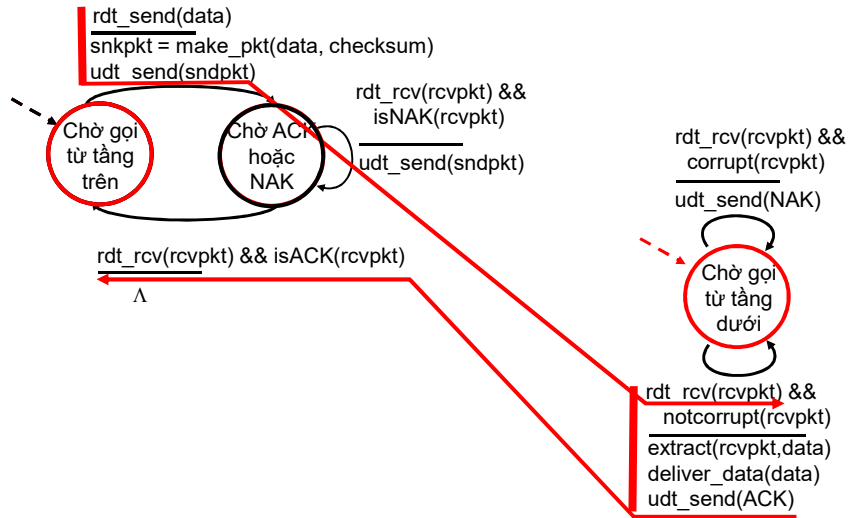 rdt_send(data)
snkpkt = make_pkt(data, checksum)
udt_send(sndpkt)
Chờ gọi
từ tầng
trên
Chờ ACK
hoặc
NAK
rdt_rcv(rcvpkt) &&
isNAK(rcvpkt)
udt_send(sndpkt)
rdt_rcv(rcvpkt) && isACK(rcvpkt)
Λ
rdt_rcv(rcvpkt) &&
corrupt(rcvpkt)
udt_send(NAK)
Chờ gọi
từ tầng
dưới
rdt_rcv(rcvpkt) &&
notcorrupt(rcvpkt)
extract(rcvpkt,data)
deliver_data(data)
udt_send(ACK)